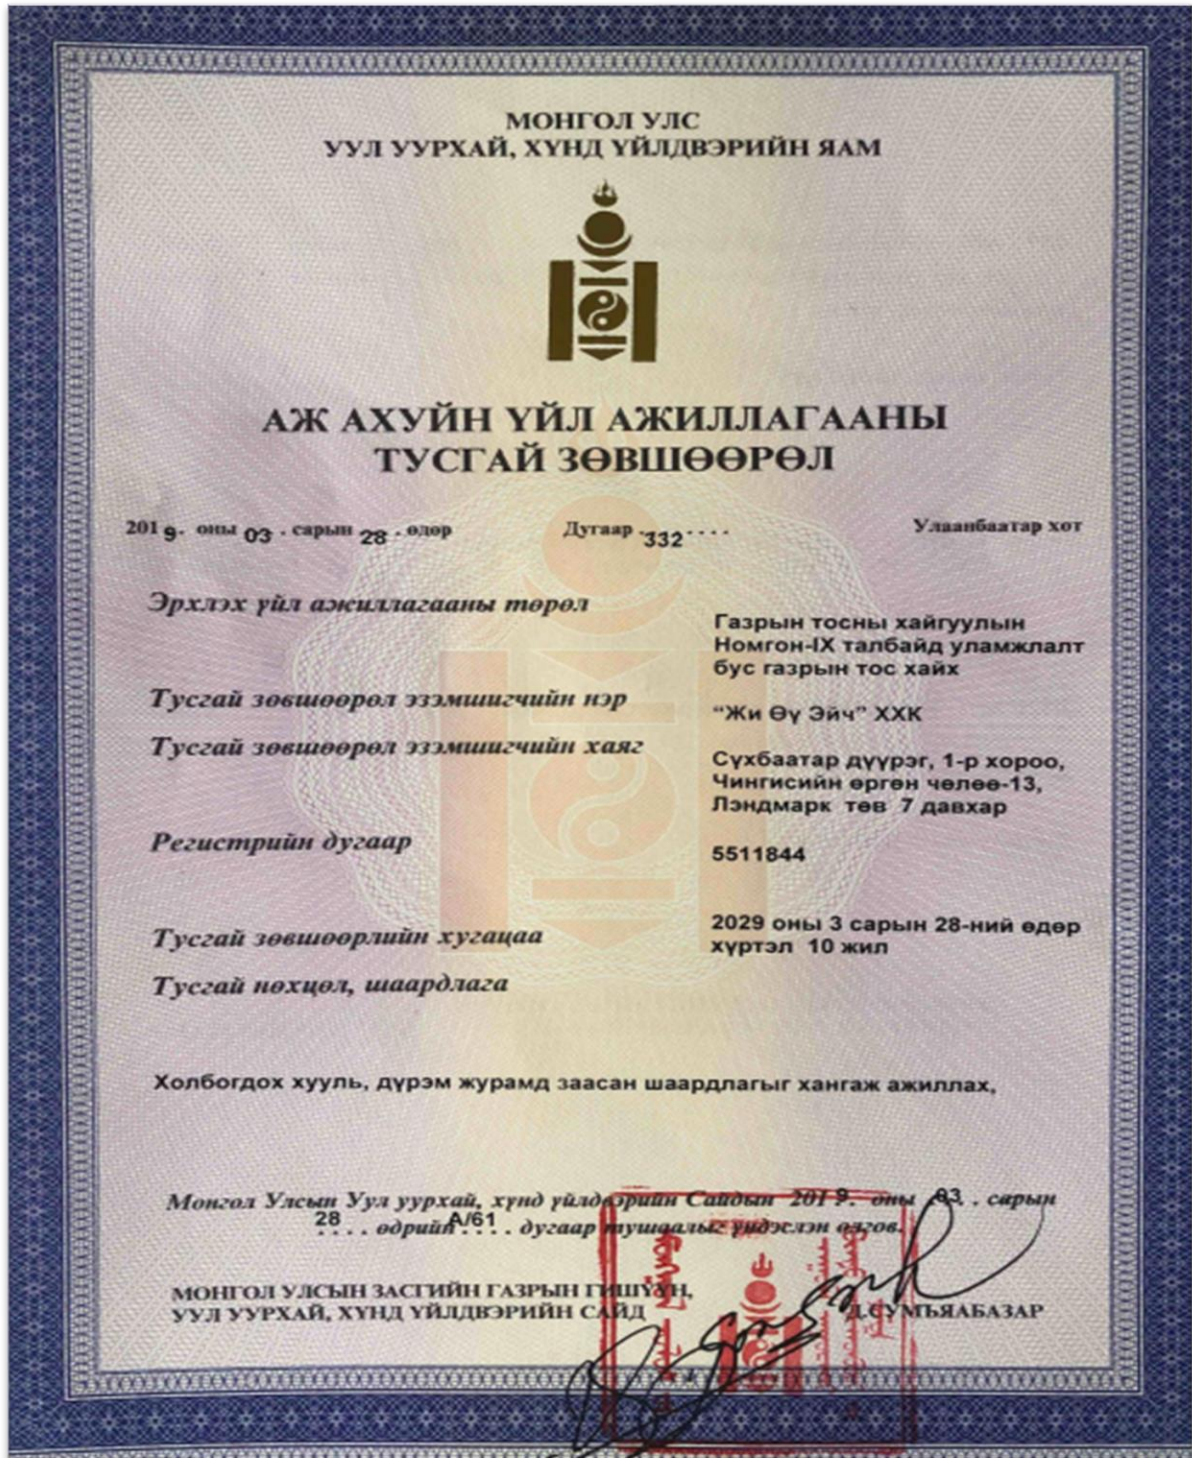 МОНГОЛ УЛС
УУЛ УУРХАЙ, ХҮНД ҮЙЛДВЭРИЙН ЯАМ
АЖ АХУЙН ҮЙЛ АЖИЛЛАГААНЫ
ТУСГАЙ ЗӨВШӨӨРӨЛ
2019. оны 03 . сарын 28 . өдөр Дугаар . 332 . . . . Улаанбаатар хот
Эрхлэх үйл ажиллагааны төрөл
Газрын тосны хайгуулын
Номгон-IX талбайд уламжлалт
бус газрын тос хайх
Тусгай зөвшөөрөл эзэмшигчийн нэр
“Жи Өү Эйч” ХХК
Тусгай зөвшөөрөл эзэмшигчийн хаяг
Сүхбаатар дүүрэг, 1-р хороо,
Чингисийн өргөн чөлөө-13,
Лэндмарк төв 7 давхар
Регистрийн дугаар
5511844
Тусгай зөвшөөрлийн хугацаа
2029 оны 3 сарын 28-ний өдөр
хүртэл 10 жил
Тусгай нөхцөл, шаардлага
Холбогдох хууль, дүрэм журамд заасан шаардлагыг хангаж ажиллах,
Монгол Улсын Уул уурхай, хүнд үйлдвэрийн Сайдын 2019. оны 03 . сарын
28 . . . . өдрийн А/61 . . . . дугаар тушаалыг үндэслэн олгов.
МОНГОЛ УЛСЫН ЗАСГИЙН ГАЗРЫН ГИШҮҮН,
УУЛ УУРХАЙ, ХҮНД ҮЙЛДВЭРИЙН САЙД Д.СУМЪЯАБАЗАР